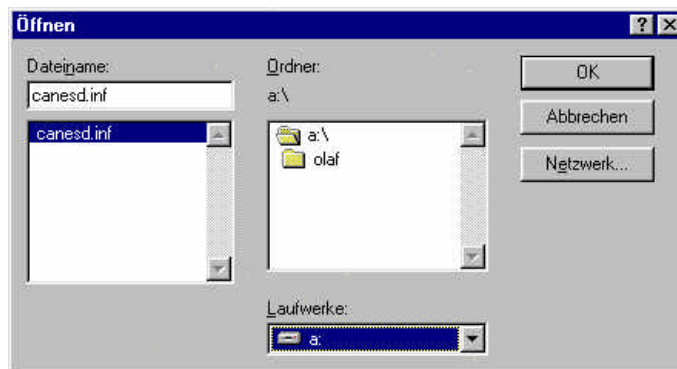 Öffnen
Dateiname:
canesd.inf
canesd.inf
Ordner:
a:\
a:\
olaf
Laufwerke:
a:
OK
Abbrechen
Netzwerk...